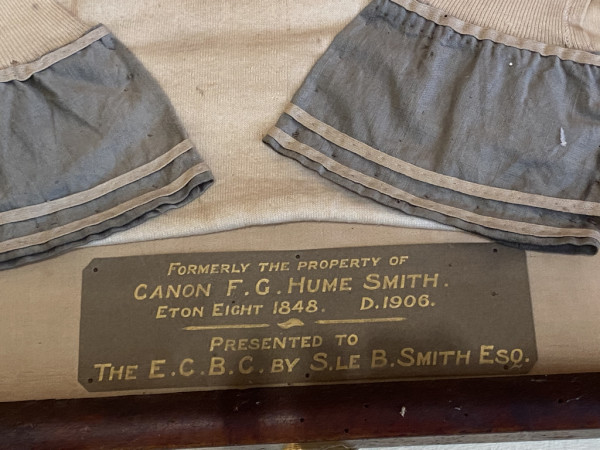 Formerly the property of
Canon F. G. Hume Smith.
Eton Eight 1848. D.1906.
Presented to
The E.C.B.C. by S.Le B.Smith Esq.